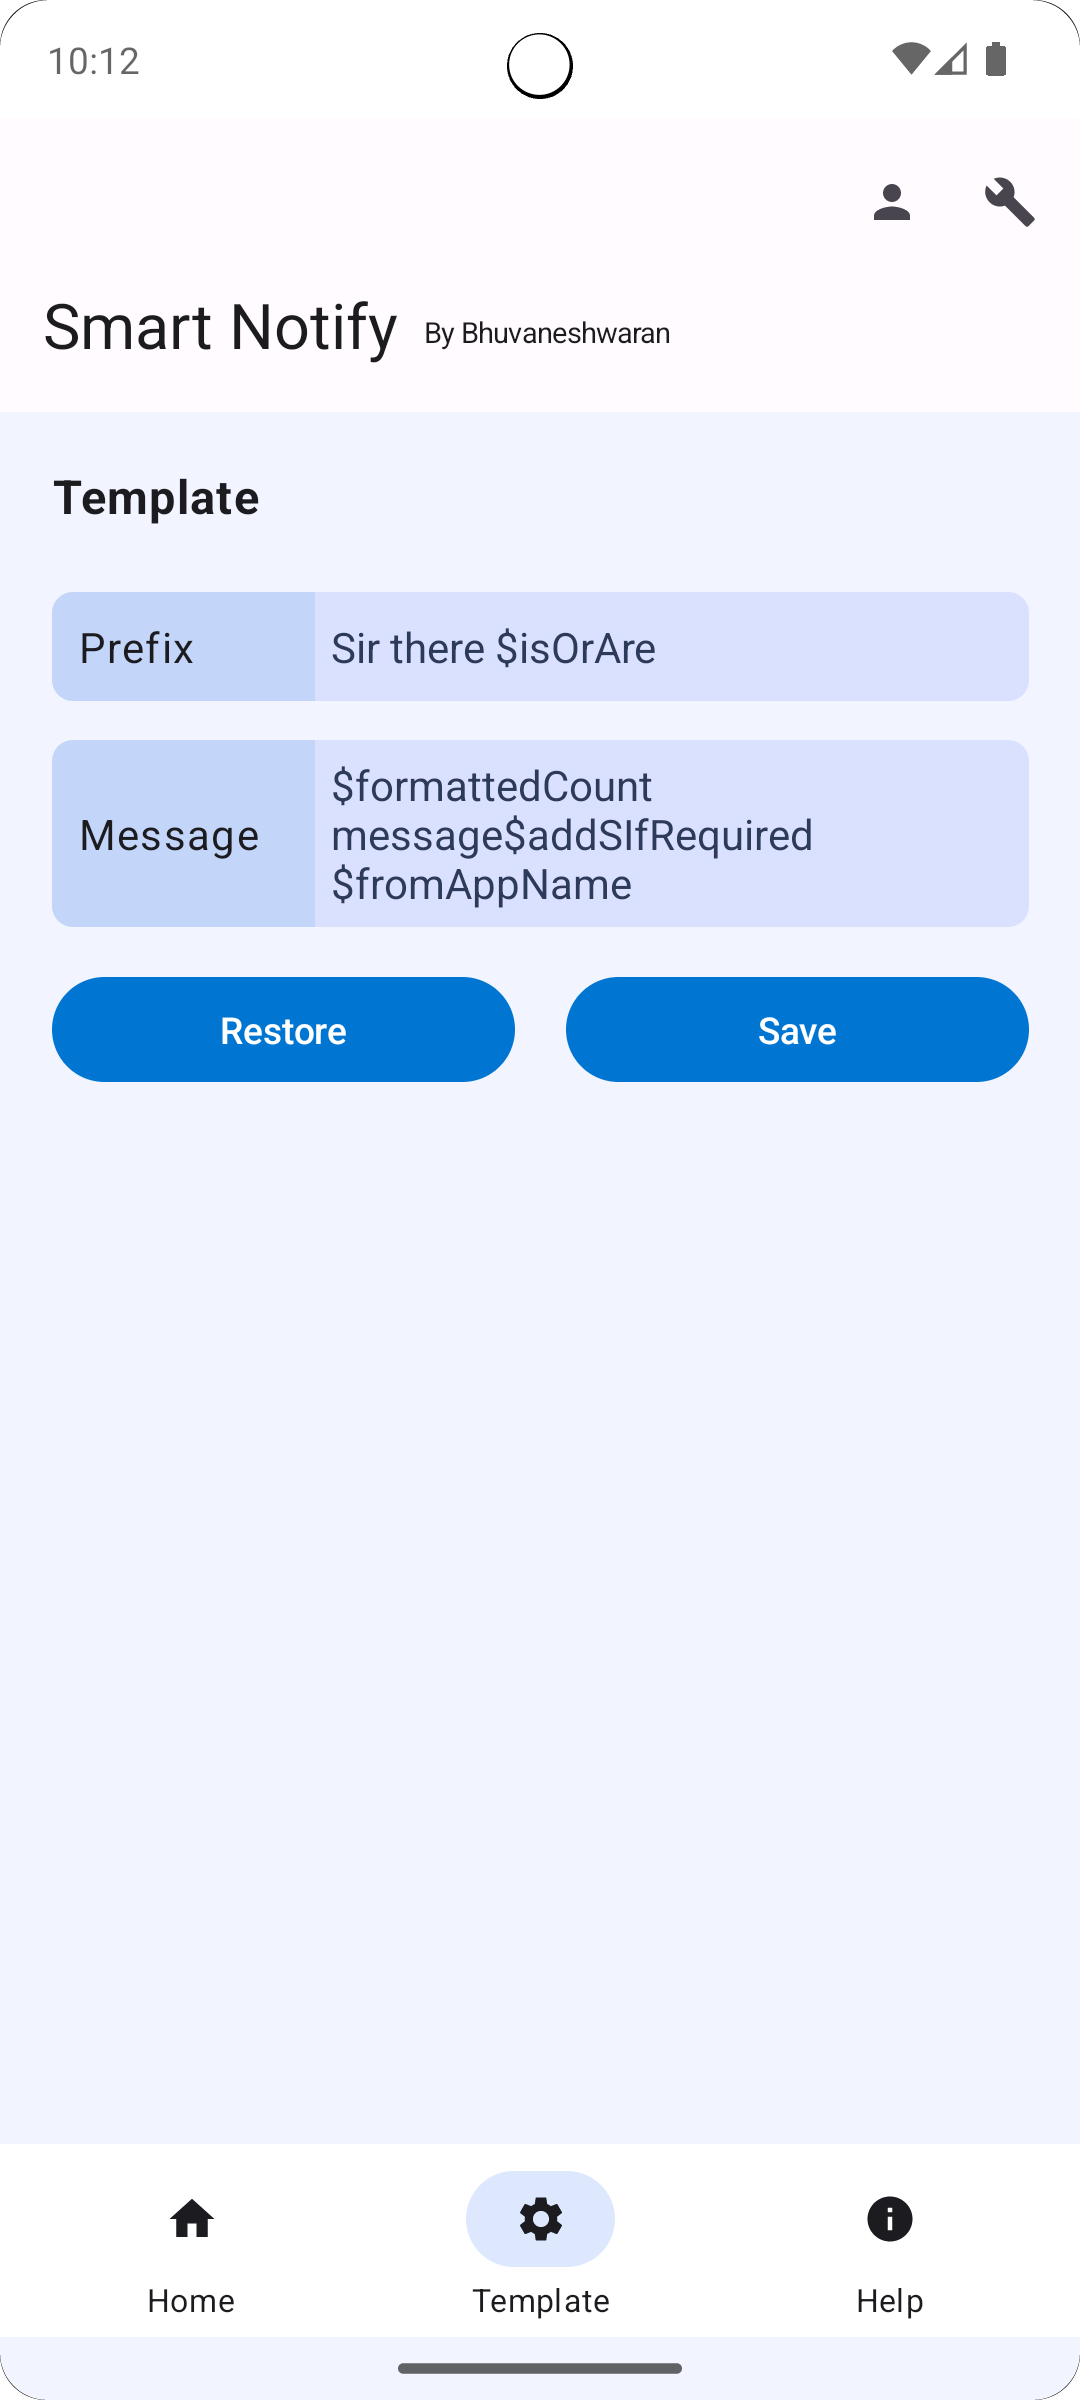 10:12
Smart Notify By Bhuvaneshwaran
Template
Prefix
Sir there $isOrAre
Message
$formattedCount
message$addSIfRequired
$fromAppName
Restore
Save
Home
Template
Help